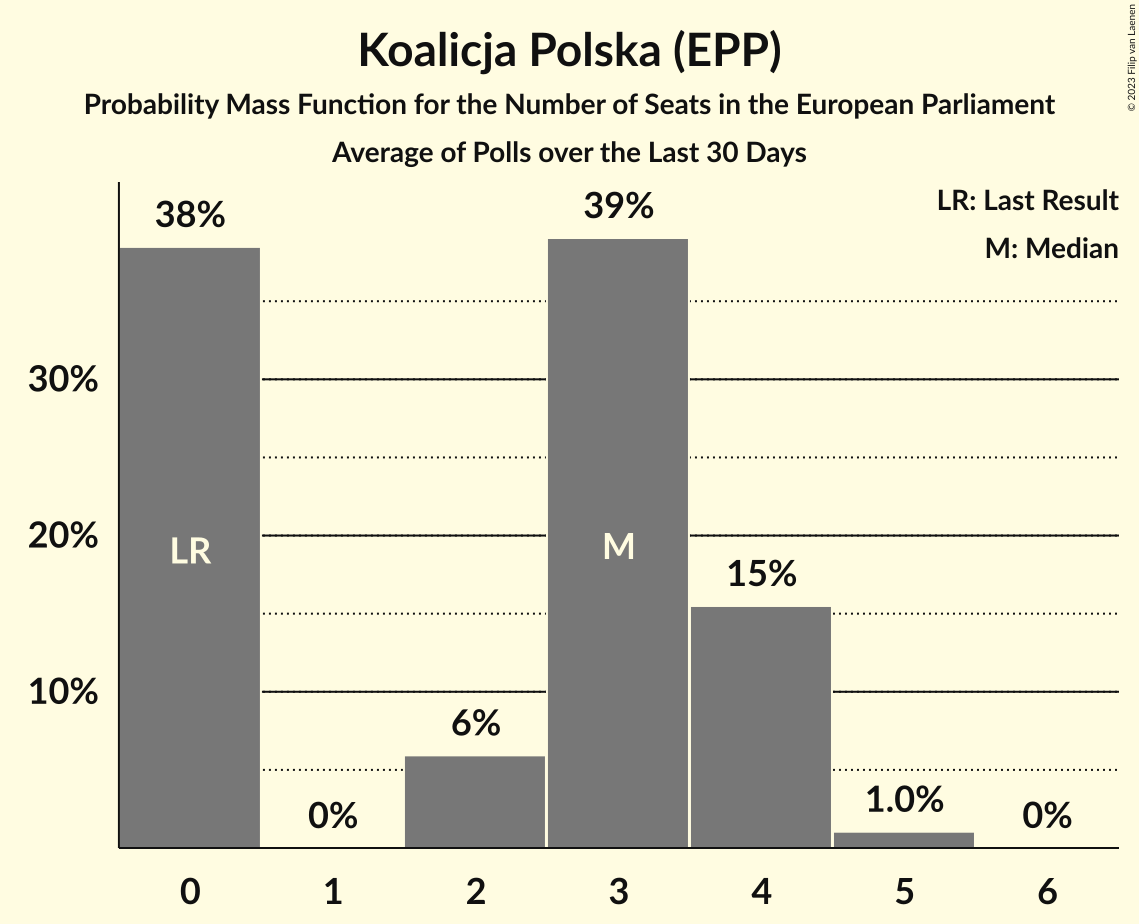 Koalicja Polska (EPP)
Probability Mass Function for the Number of Seats in the European Parliament
Average of Polls over the Last 30 Days
© 2023 Filip van Laenen
LR: Last Result
M: Median
38%
0%
6%
39%
15%
1.0%
0%
30%
20%
10%
LR
M
0
1
2
3
4
5
6